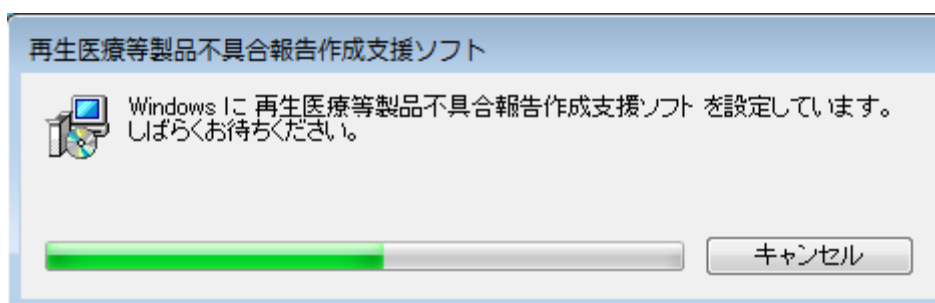 再生医療等製品不具合報告作成支援ソフト
Windows に 再生医療等製品不具合報告作成支援ソフト を設定しています。
しばらくお待ちください。
キャンセル